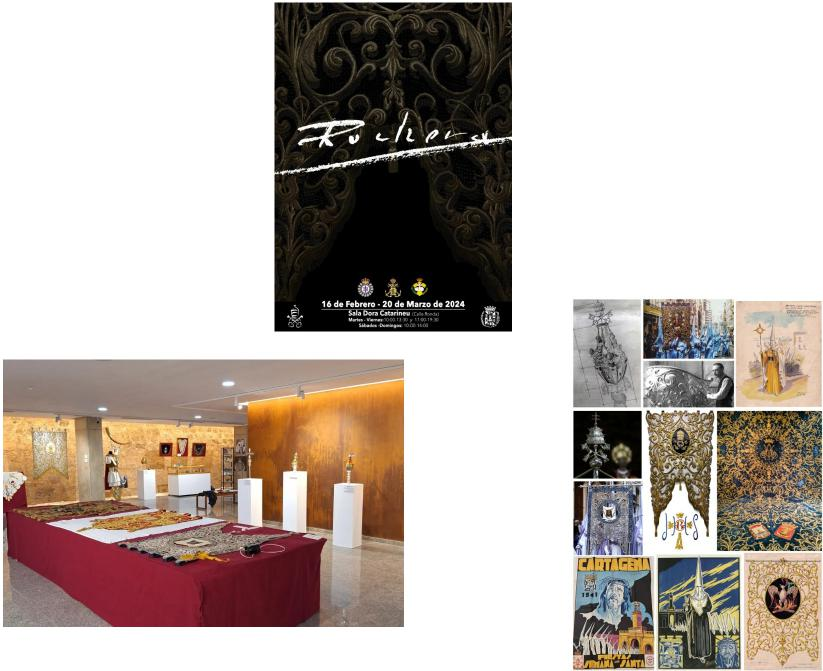 16 de Febrero - 20 de Marzo de 2024
Sala Dora Catarineu (Calle Ronda)
Martes - Viernes:10:00-13:30 y 17:00-19:30
Sábados -Domingos: 10:00-14:00
CARTAGENA
1941
SEMANA SANTA